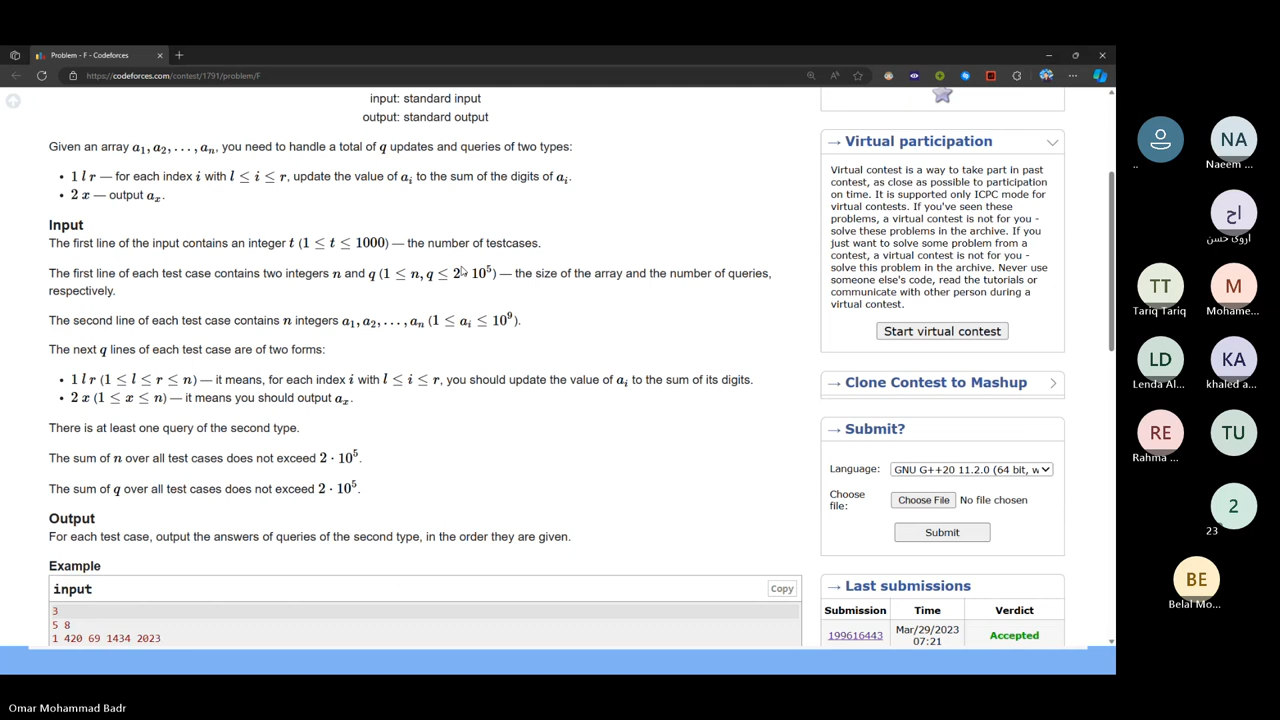 Problem - F - Codeforces
https://codeforces.com/contest/1791/problem/F
input: standard input
output: standard output
Given an array a1, a2, . . . , an, you need to handle a total of q updates and queries of two types:
• 1 l r — for each index i with l ≤ i ≤ r, update the value of ai to the sum of the digits of ai.
• 2 x — output ax.
Input
The first line of the input contains an integer t (1 ≤ t ≤ 1000) — the number of testcases.
The first line of each test case contains two integers n and q (1 ≤ n, q ≤ 2 · 10^5) — the size of the array and the number of queries,
respectively.
The second line of each test case contains n integers a1, a2, . . . , an (1 ≤ ai ≤ 10^9).
The next q lines of each test case are of two forms:
• 1 l r (1 ≤ l ≤ r ≤ n) — it means, for each index i with l ≤ i ≤ r, you should update the value of ai to the sum of its digits.
• 2 x (1 ≤ x ≤ n) — it means you should output ax.
There is at least one query of the second type.
The sum of n over all test cases does not exceed 2 · 10^5.
The sum of q over all test cases does not exceed 2 · 10^5.
Output
For each test case, output the answers of queries of the second type, in the order they are given.
Example
input
Copy
3
5 8
1 420 69 1434 2023
→ Virtual participation
Virtual contest is a way to take part in past
contest, as close as possible to participation
on time. It is supported only ICPC mode for
virtual contests. If you've seen these
problems, a virtual contest is not for you -
solve these problems in the archive. If you
just want to solve some problem from a
contest, a virtual contest is not for you -
solve this problem in the archive. Never use
someone else's code, read the tutorials or
communicate with other person during a
virtual contest.
Start virtual contest
→ Clone Contest to Mashup
→ Submit?
Language: GNU G++20 11.2.0 (64 bit, w
Choose
file: Choose File No file chosen
Submit
→ Last submissions
Submission Time Verdict
199616443 Mar/29/2023
07:21 Accepted
..
NA
Naeem ...
اح
اروى حسن
TT
Tariq Tariq
M
Mohame...
LD
Lenda Al...
KA
khaled a...
RE
Rahma ...
TU
2
23
BE
Belal Mo...
Omar Mohammad Badr